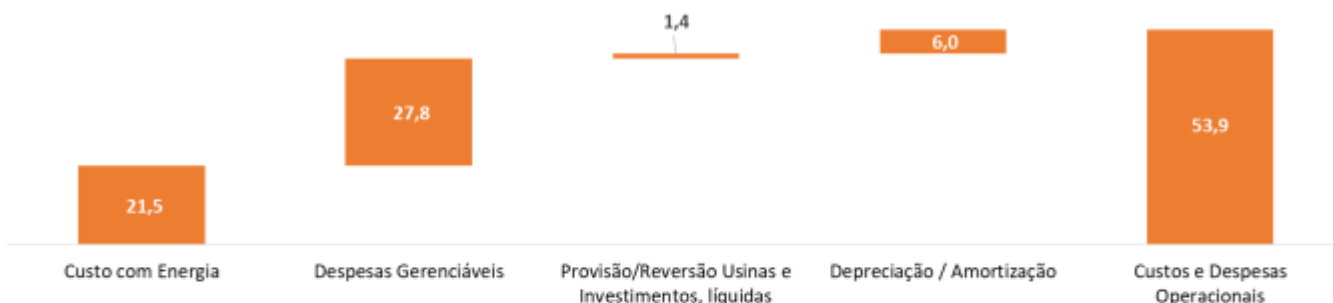 1,4
6,0
27,8
53,9
21,5
Custo com Energia
Despesas Gerenciáveis
Provisão/Reversão Usinas e
Investimentos, líquidas
Depreciação / Amortização
Custos e Despesas
Operacionais